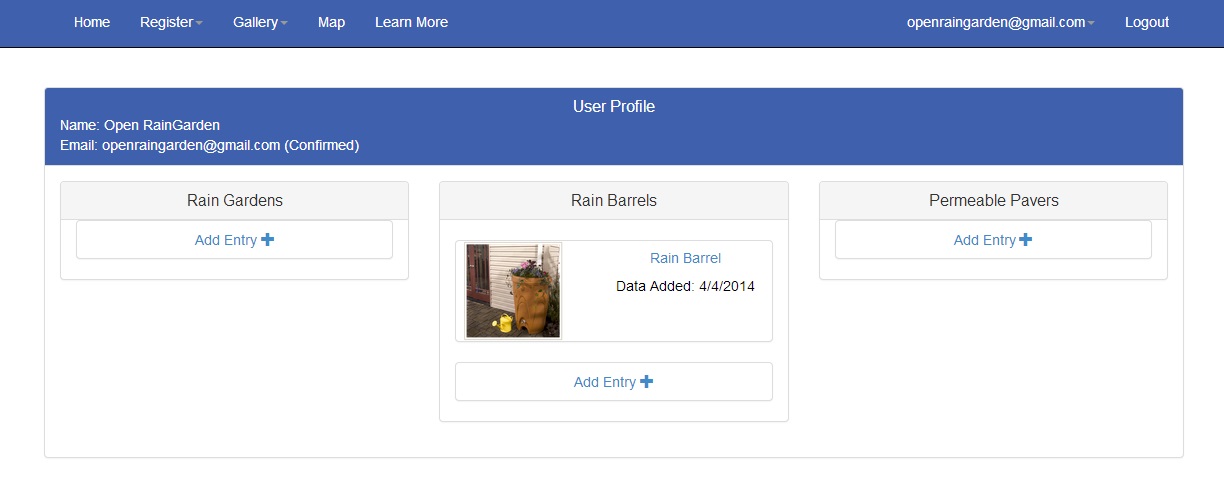 Home Register Gallery Map Learn More openraingarden@gmail.com Logout
User Profile
Name: Open RainGarden
Email: openraingarden@gmail.com (Confirmed)
Rain Gardens
Add Entry
Rain Barrels
Rain Barrel
Data Added: 4/4/2014
Add Entry
Permeable Pavers
Add Entry